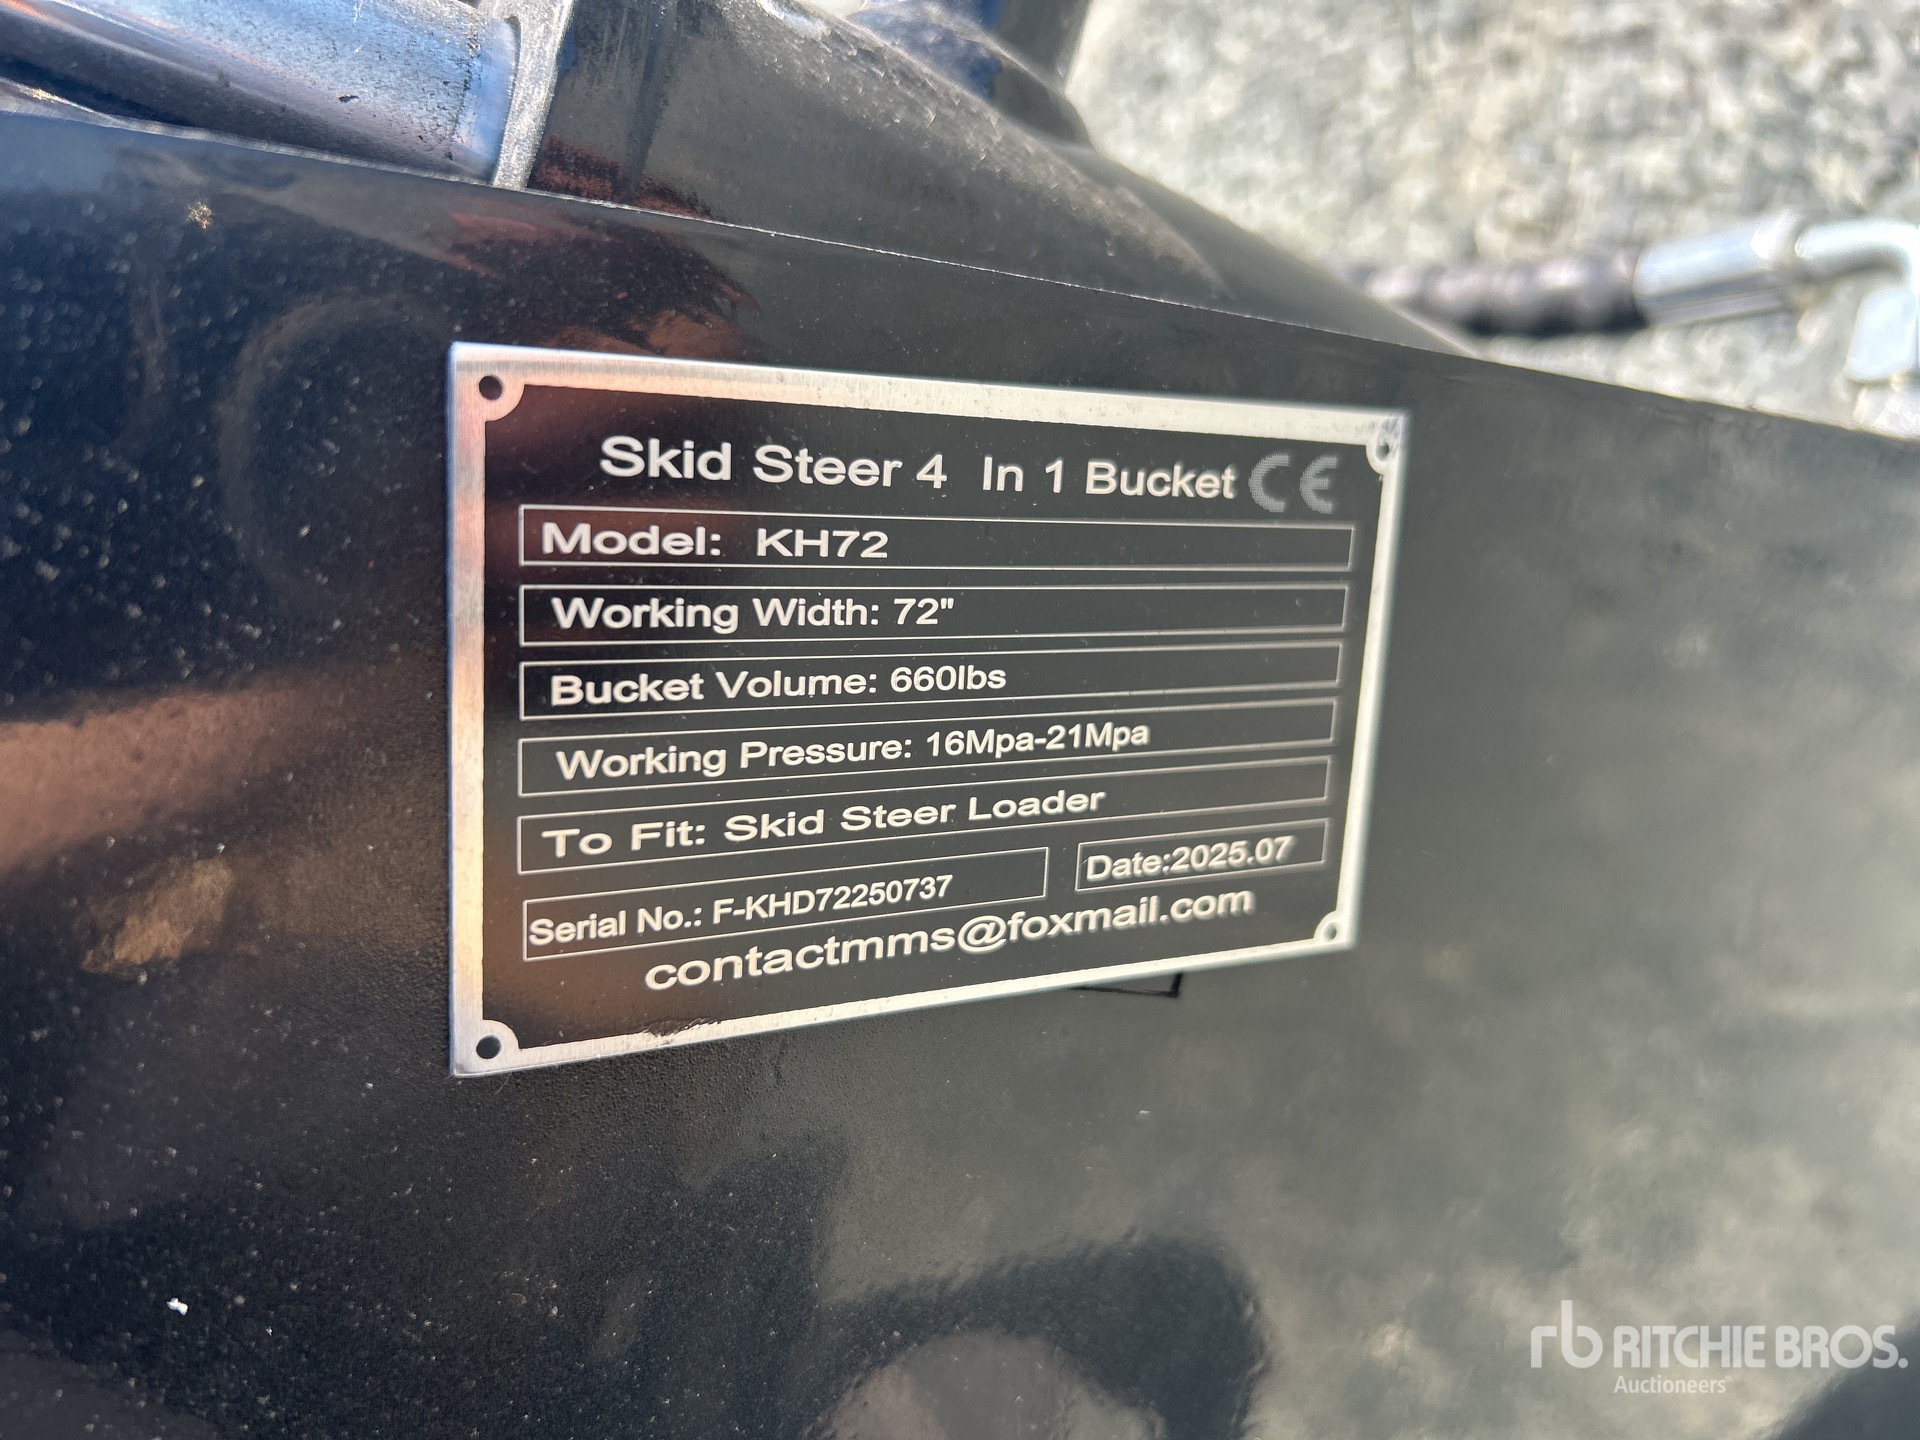 Skid Steer 4 In 1 Bucket CE
Model: KH72
Working Width: 72"
Bucket Volume: 660lbs
Working Pressure: 16Mpa-21Mpa
To Fit: Skid Steer Loader
Serial No.: F-KHD72250737 Date:2025.07
contactmms@foxmail.com
rb RITCHIE BROS.
Auctioneers